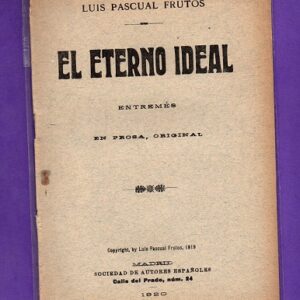 LUIS PASCUAL FRUTOS
EL ETERNO IDEAL
ENTREMÉS
EN PROSA, ORIGINAL
Copyright, by Luis Pascual Frutos, 1919
MADRID
SOCIEDAD DE AUTORES ESPAÑOLES
Calle del Prado, núm. 24
1920